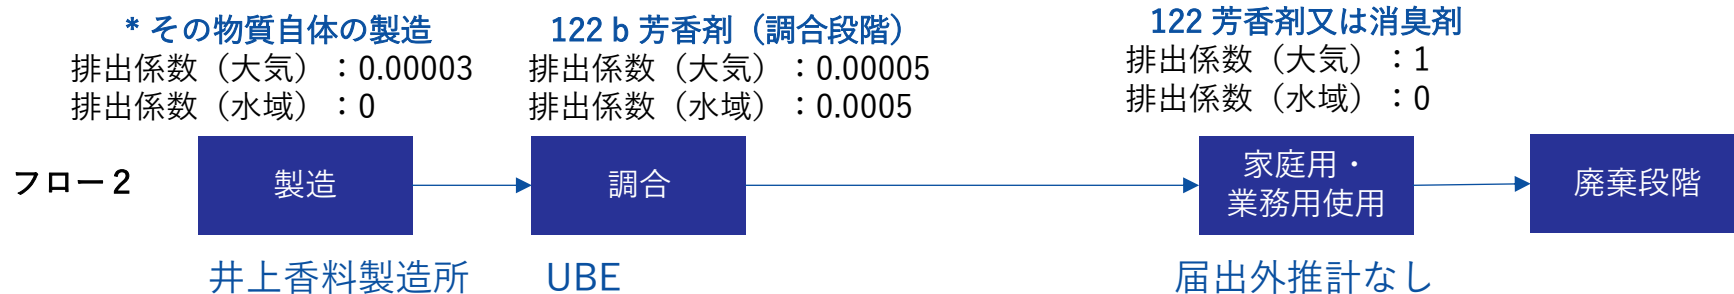 * その物質自体の製造
排出係数（大気）：0.00003
排出係数（水域）：0
122 b 芳香剤（調合段階）
排出係数（大気）：0.00005
排出係数（水域）：0.0005
122 芳香剤又は消臭剤
排出係数（大気）：1
排出係数（水域）：0
フロー2
製造
調合
家庭用・
業務用使用
廃棄段階
井上香料製造所
UBE
届出外推計なし